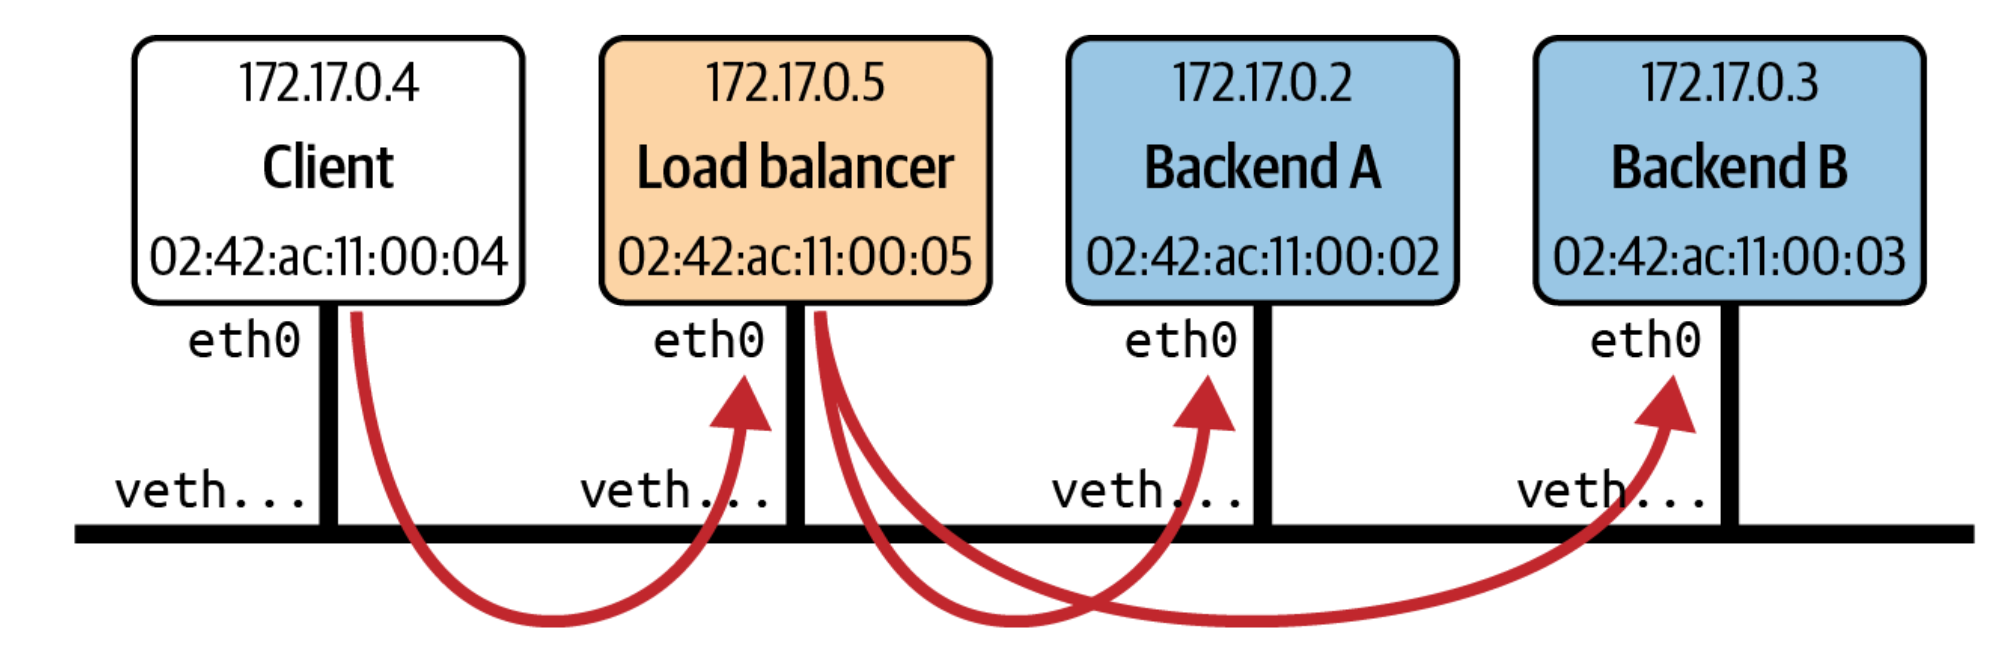 172.17.0.4
Client
02:42:ac:11:00:04
172.17.0.5
Load balancer
02:42:ac:11:00:05
172.17.0.2
Backend A
02:42:ac:11:00:02
172.17.0.3
Backend B
02:42:ac:11:00:03
eth0
eth0
eth0
eth0
veth...
veth...
veth...
veth...